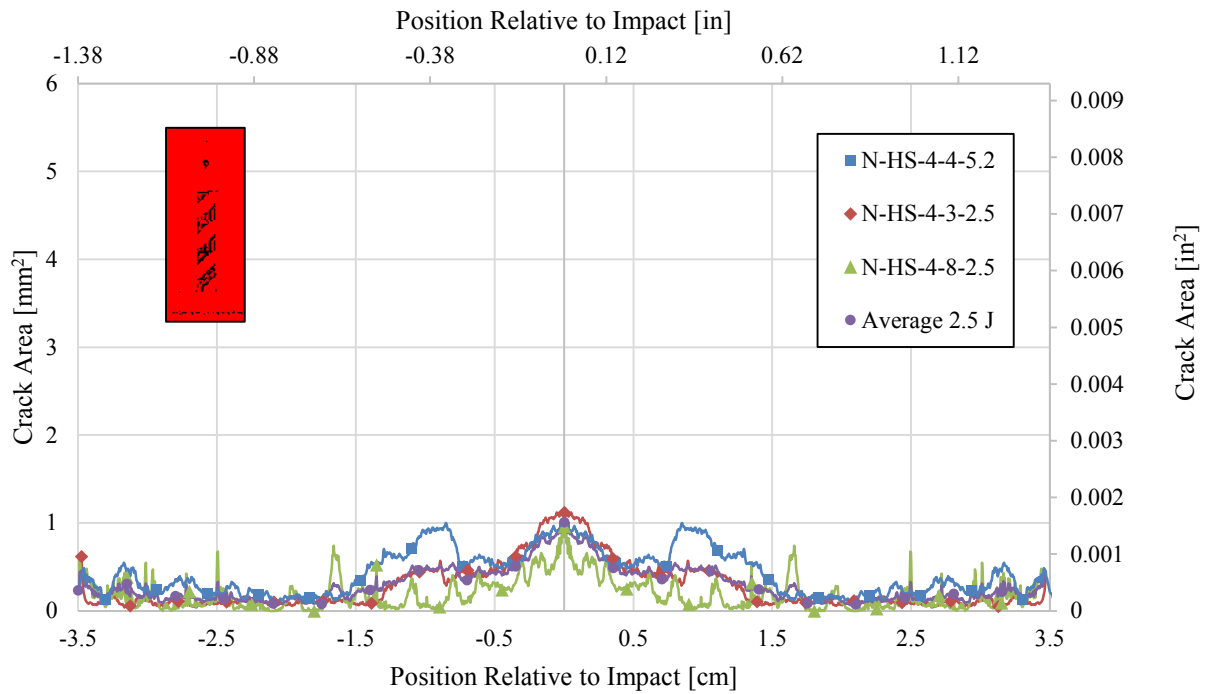 Position Relative to Impact [in]
-1.38 -0.88 -0.38 0.12 0.62 1.12
6
5
4
3
2
1
0
Crack Area [mm²]
0.009
0.008
0.007
0.006
0.005
0.004
0.003
0.002
0.001
0
Crack Area [in²]
N-HS-4-4-5.2
N-HS-4-3-2.5
N-HS-4-8-2.5
Average 2.5 J
-3.5 -2.5 -1.5 -0.5 0.5 1.5 2.5 3.5
Position Relative to Impact [cm]